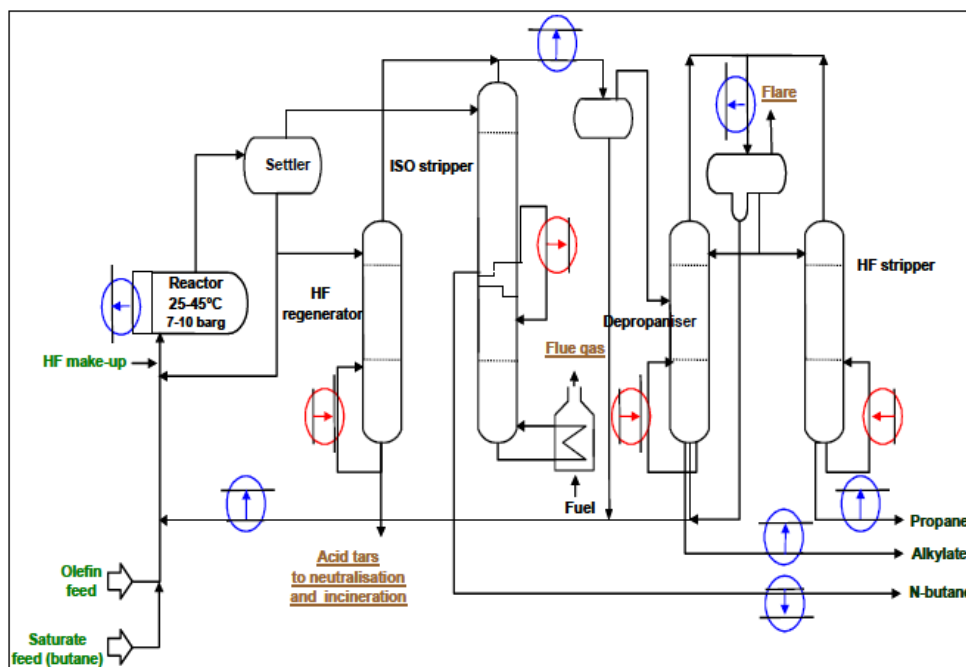 Flare
Settler
ISO stripper
Reactor
25-45ºC
7-10 barg
HF
regenerator
HF stripper
Depropaniser
HF make-up
Flue gas
Fuel
Propane
Alkylate
N-butane
Acid tars
to neutralisation
and incineration
Olefin
feed
Saturate
feed (butane)